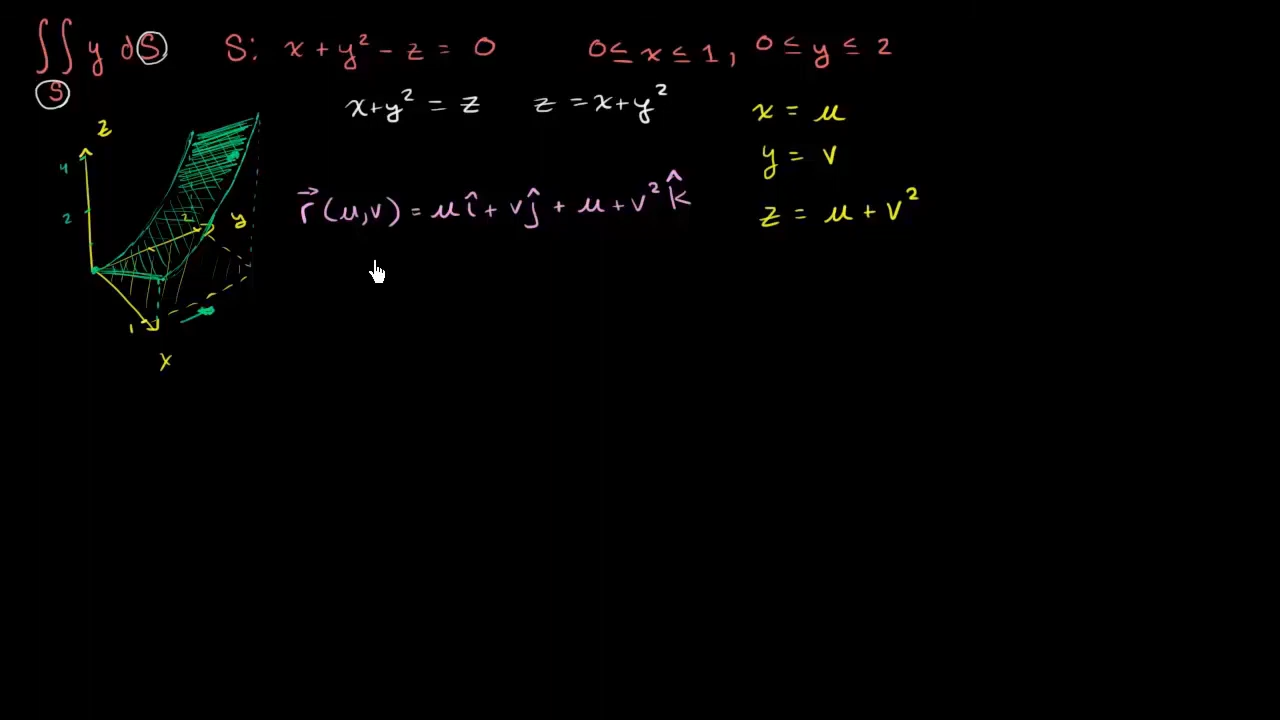 ∬ y dS S: x + y² - z = 0 0 ≤ x ≤ 1, 0 ≤ y ≤ 2
S
x+y² = z z = x+y² x = u
y = v
r⃗(u,v) = u î + v ĵ + u + v² k̂ z = u + v²
z
4
2
2 y
1
x